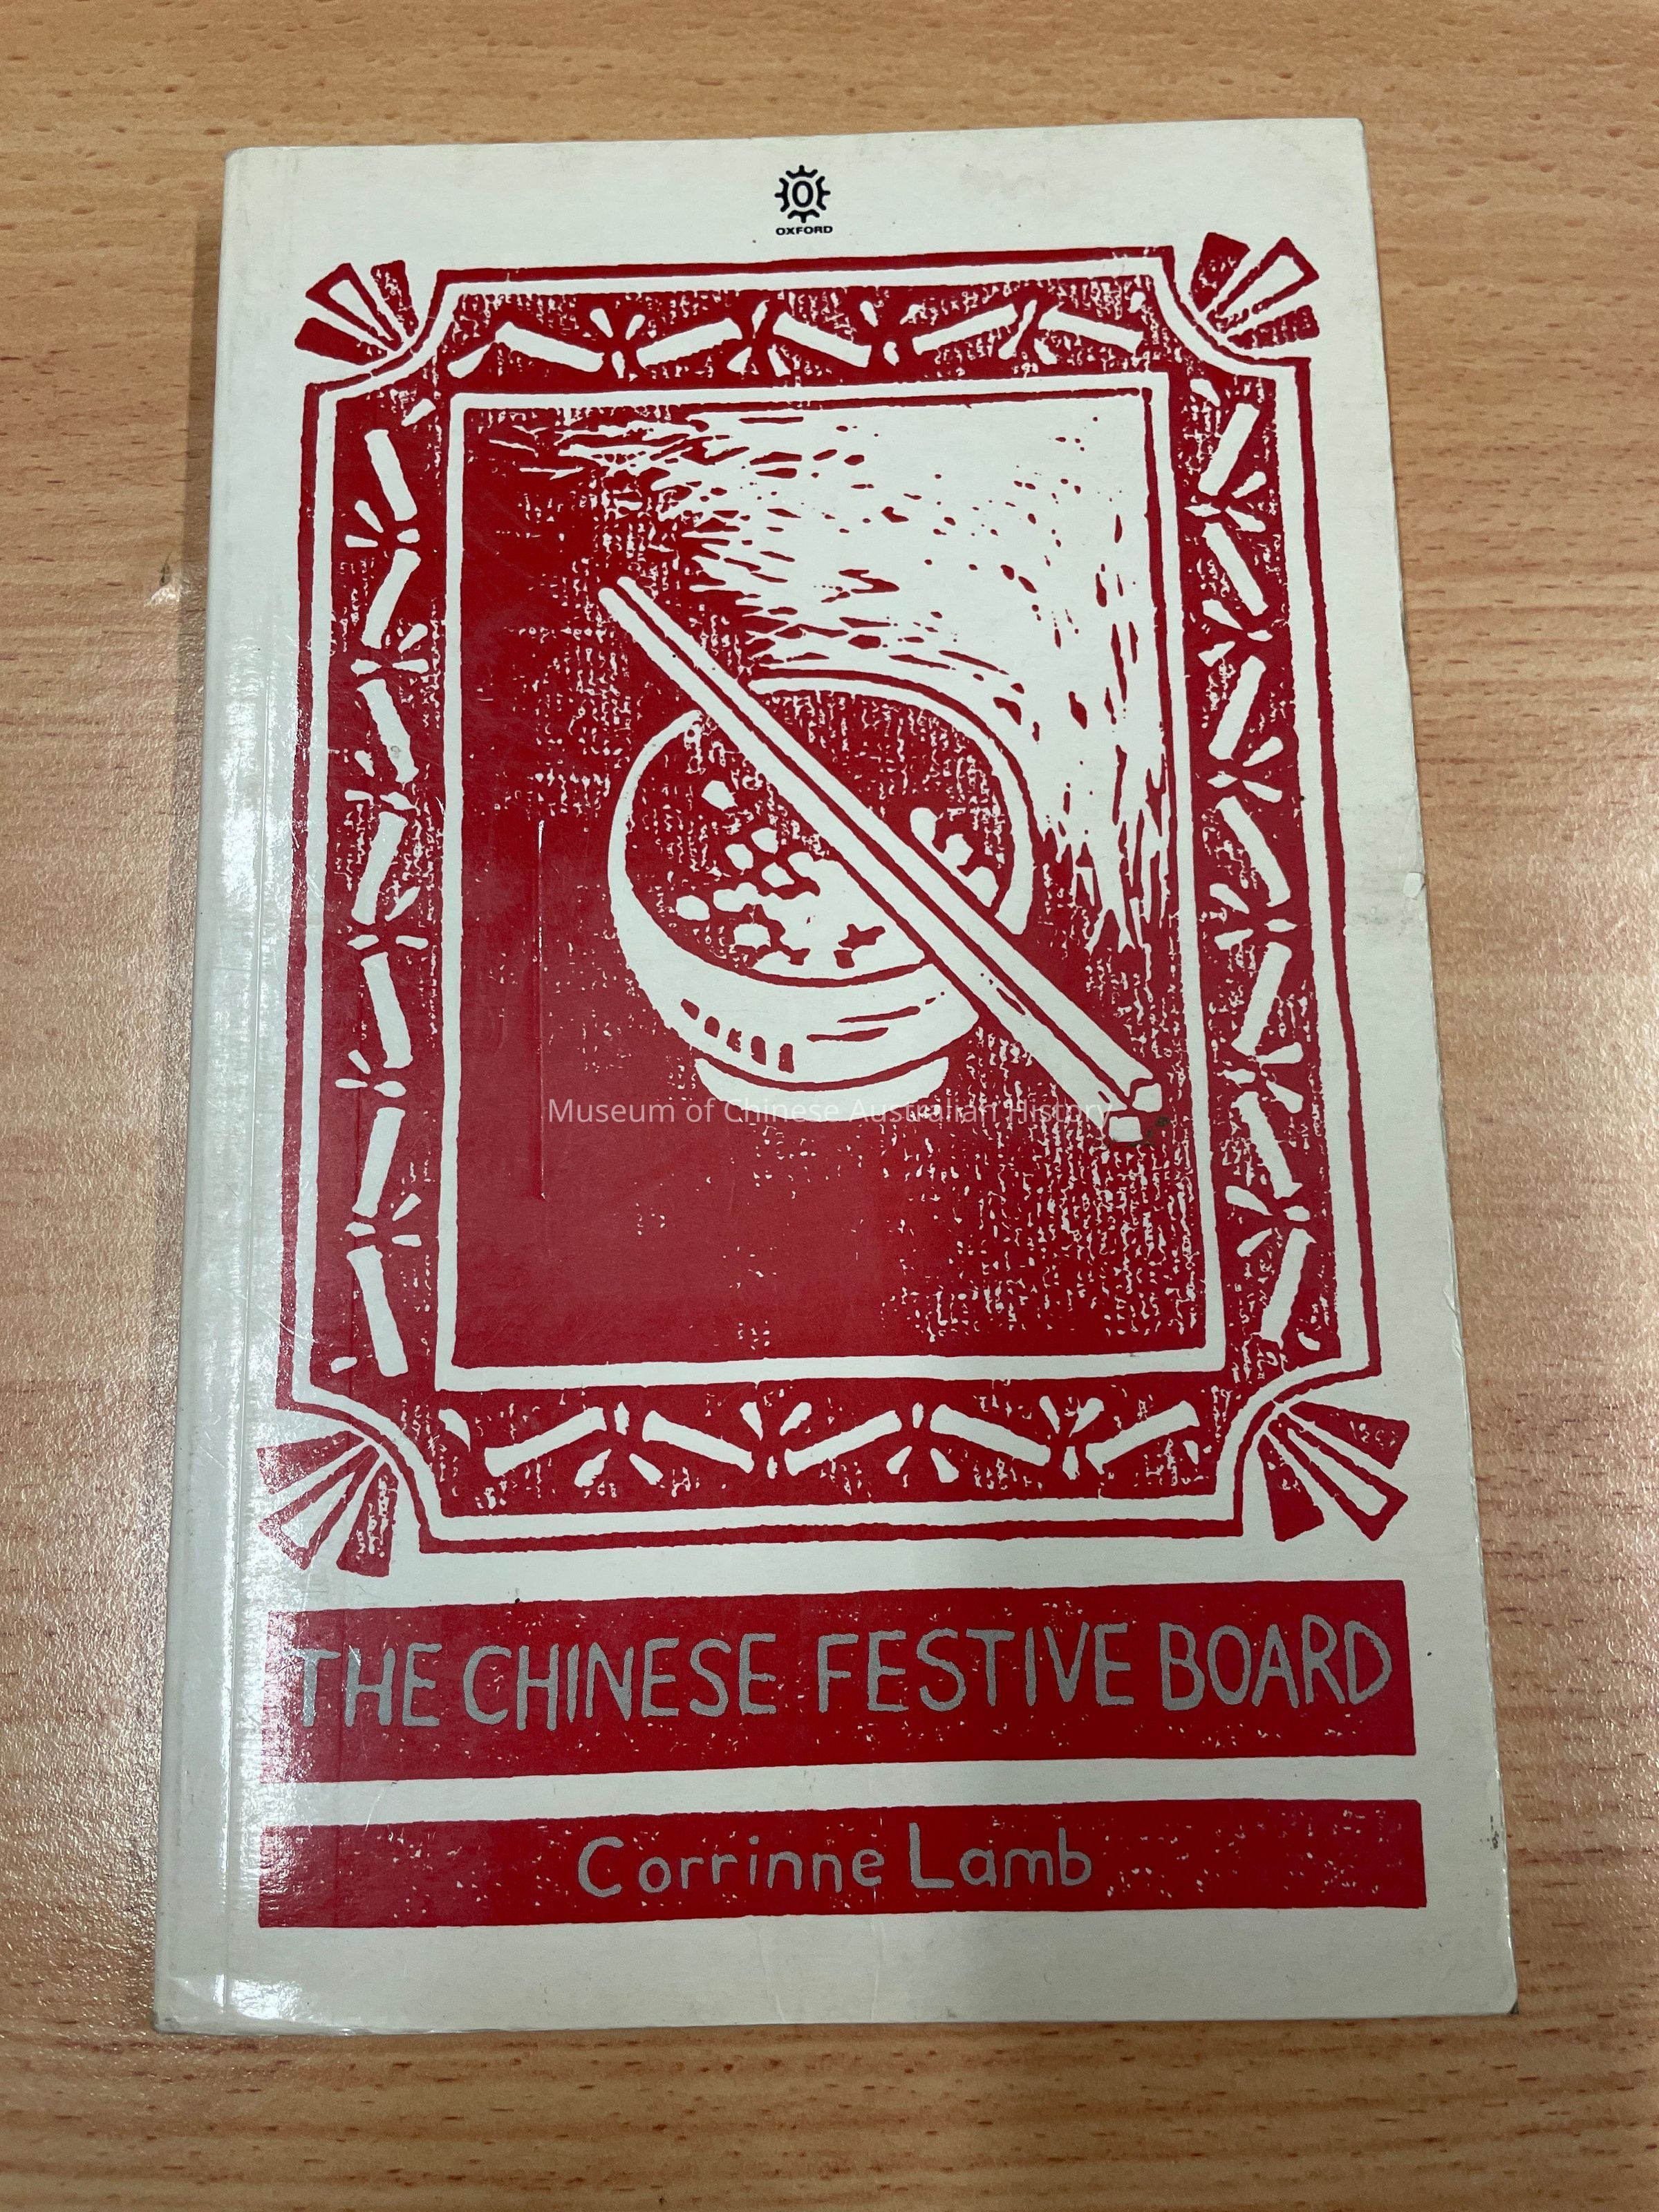 O
OXFORD
Museum of Chinese Australian History
THE CHINESE FESTIVE BOARD
Corrinne Lamb